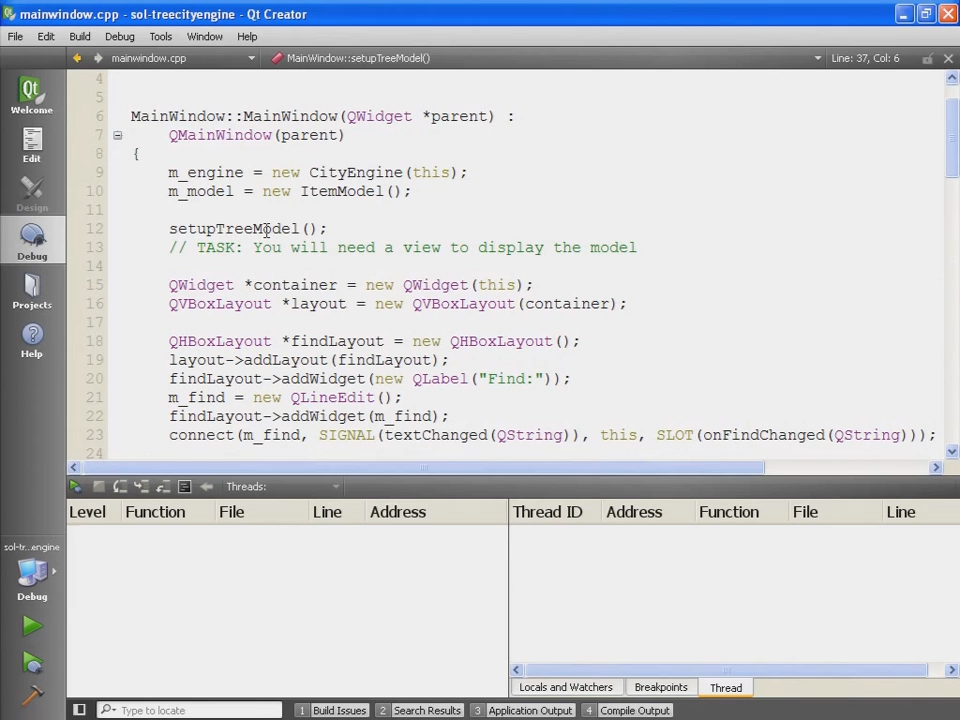 mainwindow.cpp - sol-treecityengine - Qt Creator
File Edit Build Debug Tools Window Help
mainwindow.cpp MainWindow::setupTreeModel() Line: 37, Col: 6
Welcome
Edit
Design
Debug
Projects
Help
sol-tr...engine
Debug
4
5
6 MainWindow::MainWindow(QWidget *parent) :
7 QMainWindow(parent)
8 {
9 m_engine = new CityEngine(this);
10 m_model = new ItemModel();
11
12 setupTreeModel();
13 // TASK: You will need a view to display the model
14
15 QWidget *container = new QWidget(this);
16 QVBoxLayout *layout = new QVBoxLayout(container);
17
18 QHBoxLayout *findLayout = new QHBoxLayout();
19 layout->addLayout(findLayout);
20 findLayout->addWidget(new QLabel("Find:"));
21 m_find = new QLineEdit();
22 findLayout->addWidget(m_find);
23 connect(m_find, SIGNAL(textChanged(QString)), this, SLOT(onFindChanged(QString)));
24
Threads:
Level Function File Line Address
Thread ID Address Function File Line
Locals and Watchers Breakpoints Thread
Type to locate 1 Build Issues 2 Search Results 3 Application Output 4 Compile Output